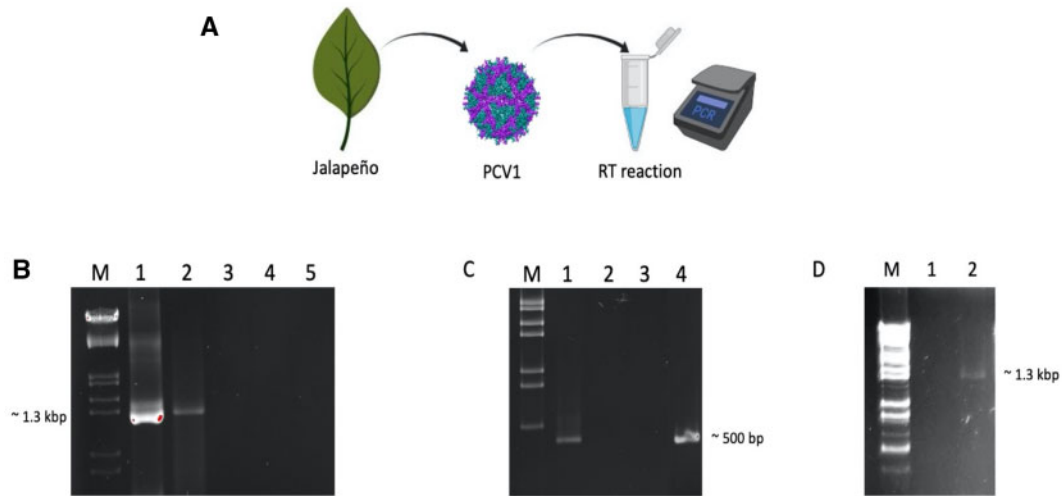 A
Jalapeño
PCV1
RT reaction
PCR
B
M 1 2 3 4 5
~ 1.3 kbp
C
M 1 2 3 4
~ 500 bp
D
M 1 2
~ 1.3 kbp